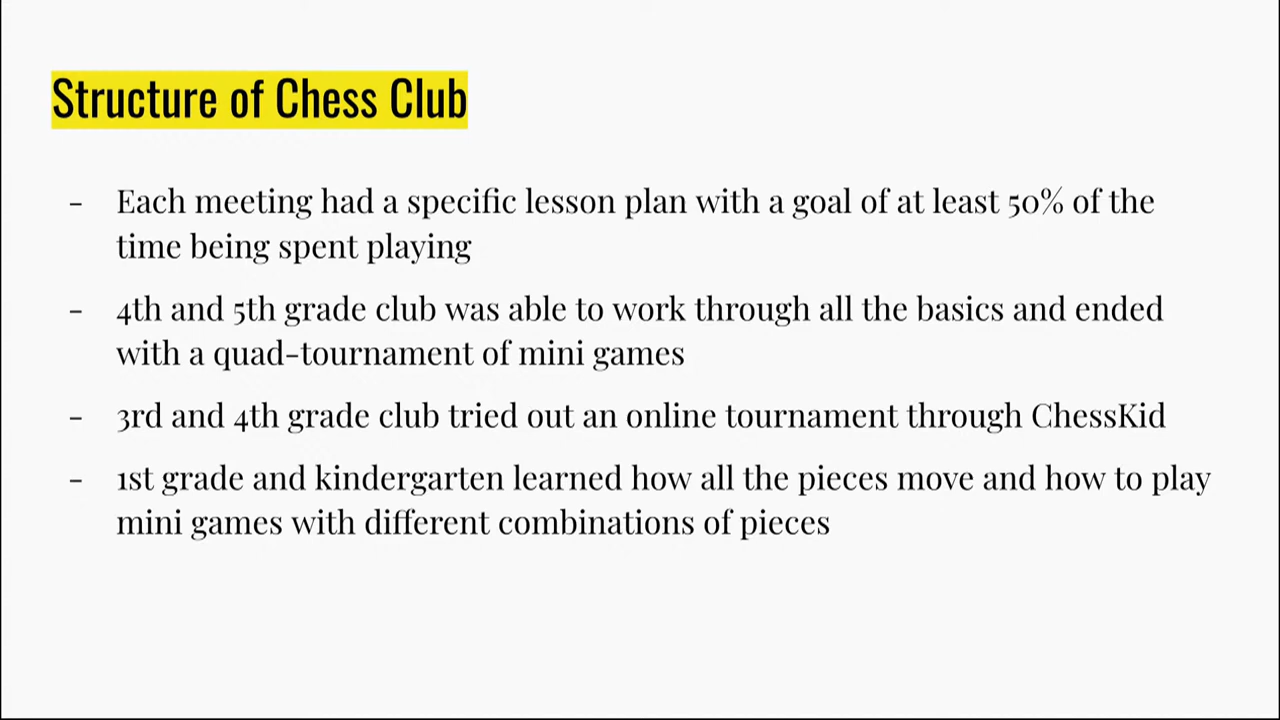 Structure of Chess Club
- Each meeting had a specific lesson plan with a goal of at least 50% of the
time being spent playing
- 4th and 5th grade club was able to work through all the basics and ended
with a quad-tournament of mini games
- 3rd and 4th grade club tried out an online tournament through ChessKid
- 1st grade and kindergarten learned how all the pieces move and how to play
mini games with different combinations of pieces